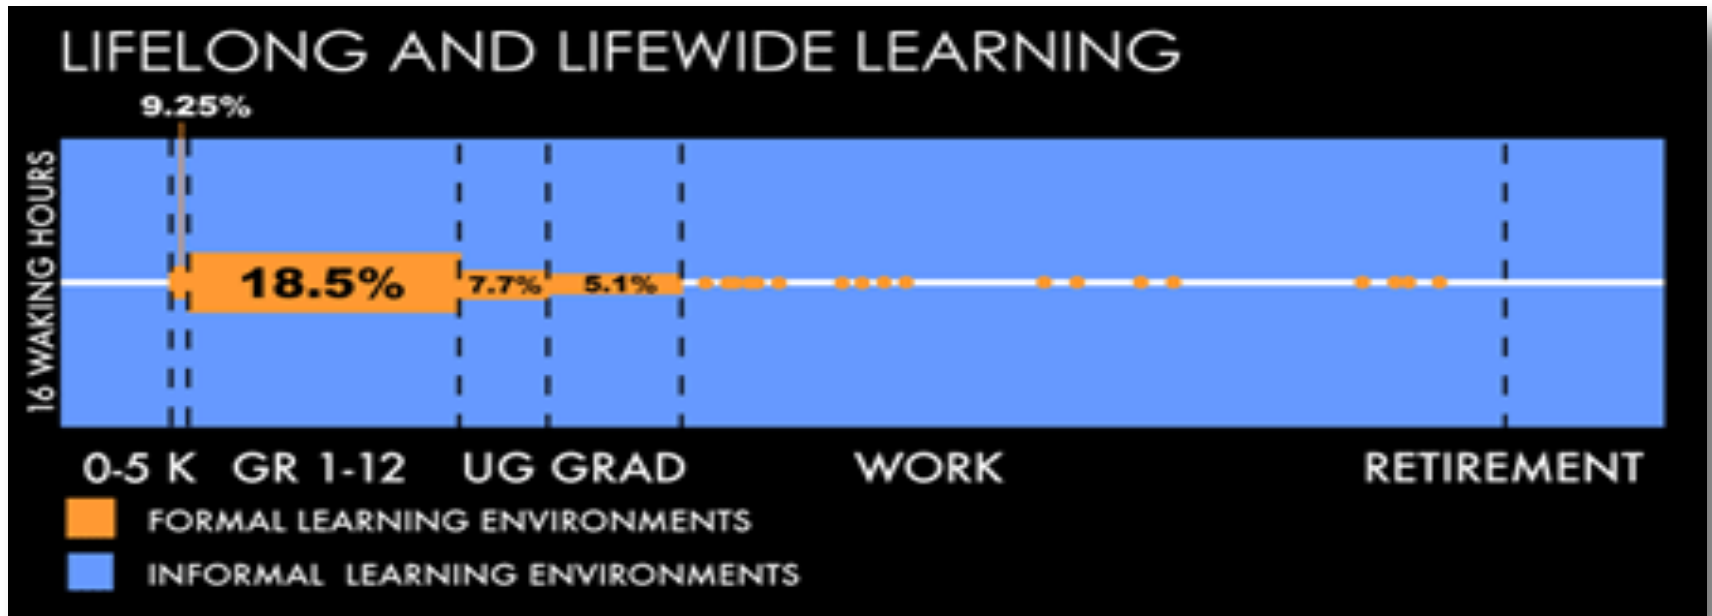 LIFELONG AND LIFEWIDE LEARNING
9.25%
16 WAKING HOURS
18.5%
7.7%
5.1%
0-5 K GR 1-12 UG GRAD WORK RETIREMENT
FORMAL LEARNING ENVIRONMENTS
INFORMAL LEARNING ENVIRONMENTS